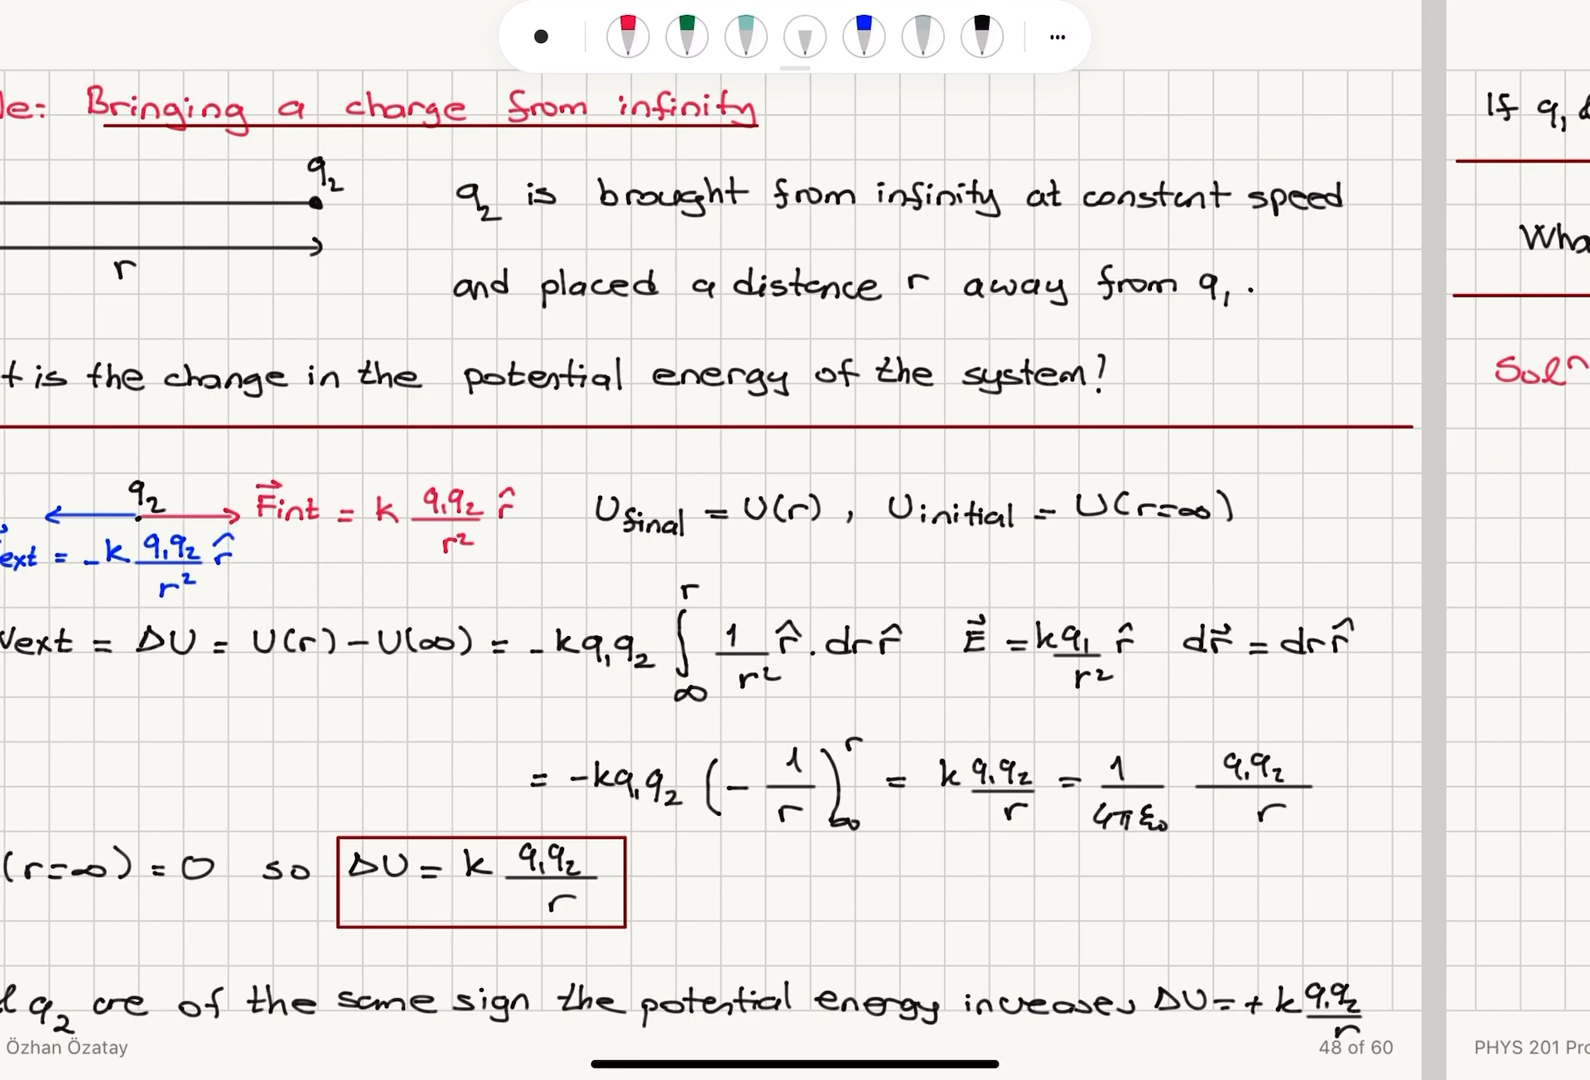 le: Bringing a charge from infinity
q₂
q₂ is brought from infinity at constant speed
r
and placed a distance r away from q₁.
t is the change in the potential energy of the system?
q₂
F⃗int = k q₁q₂/r² r̂
Ufinal = U(r), Uinitial = U(r=∞)
ext = -k q₁q₂/r² r̂
Wext = ΔU = U(r) - U(∞) = -kq₁q₂ ∫_∞^r 1/r² r̂ . dr r̂ E⃗ = kq₁/r² r̂ dr⃗ = dr r̂
= -kq₁q₂ (-1/r)_∞^r = k q₁q₂/r = 1/4πε₀ q₁q₂/r
(r=∞) = 0 so ΔU = k q₁q₂/r
d q₂ are of the same sign the potential energy increases ΔU = + k q₁q₂/r
Özhan Özatay
48 of 60
If q₁ &
Wha
Solⁿ
PHYS 201 Pro